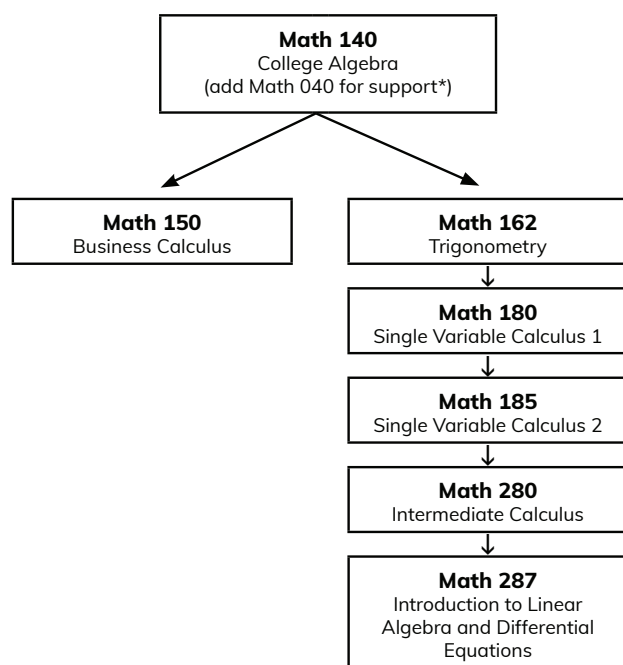 Math 140
College Algebra
(add Math 040 for support*)
Math 150
Business Calculus
Math 162
Trigonometry
Math 180
Single Variable Calculus 1
Math 185
Single Variable Calculus 2
Math 280
Intermediate Calculus
Math 287
Introduction to Linear
Algebra and Differential
Equations